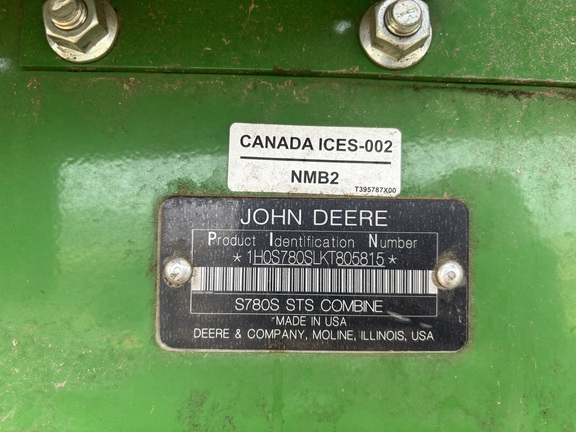 CANADA ICES-002
NMB2
T395787X00
JOHN DEERE
Product Identification Number
*1H0S780SLKT805815*
S780S STS COMBINE
*MADE IN USA
DEERE & COMPANY, MOLINE, ILLINOIS, USA